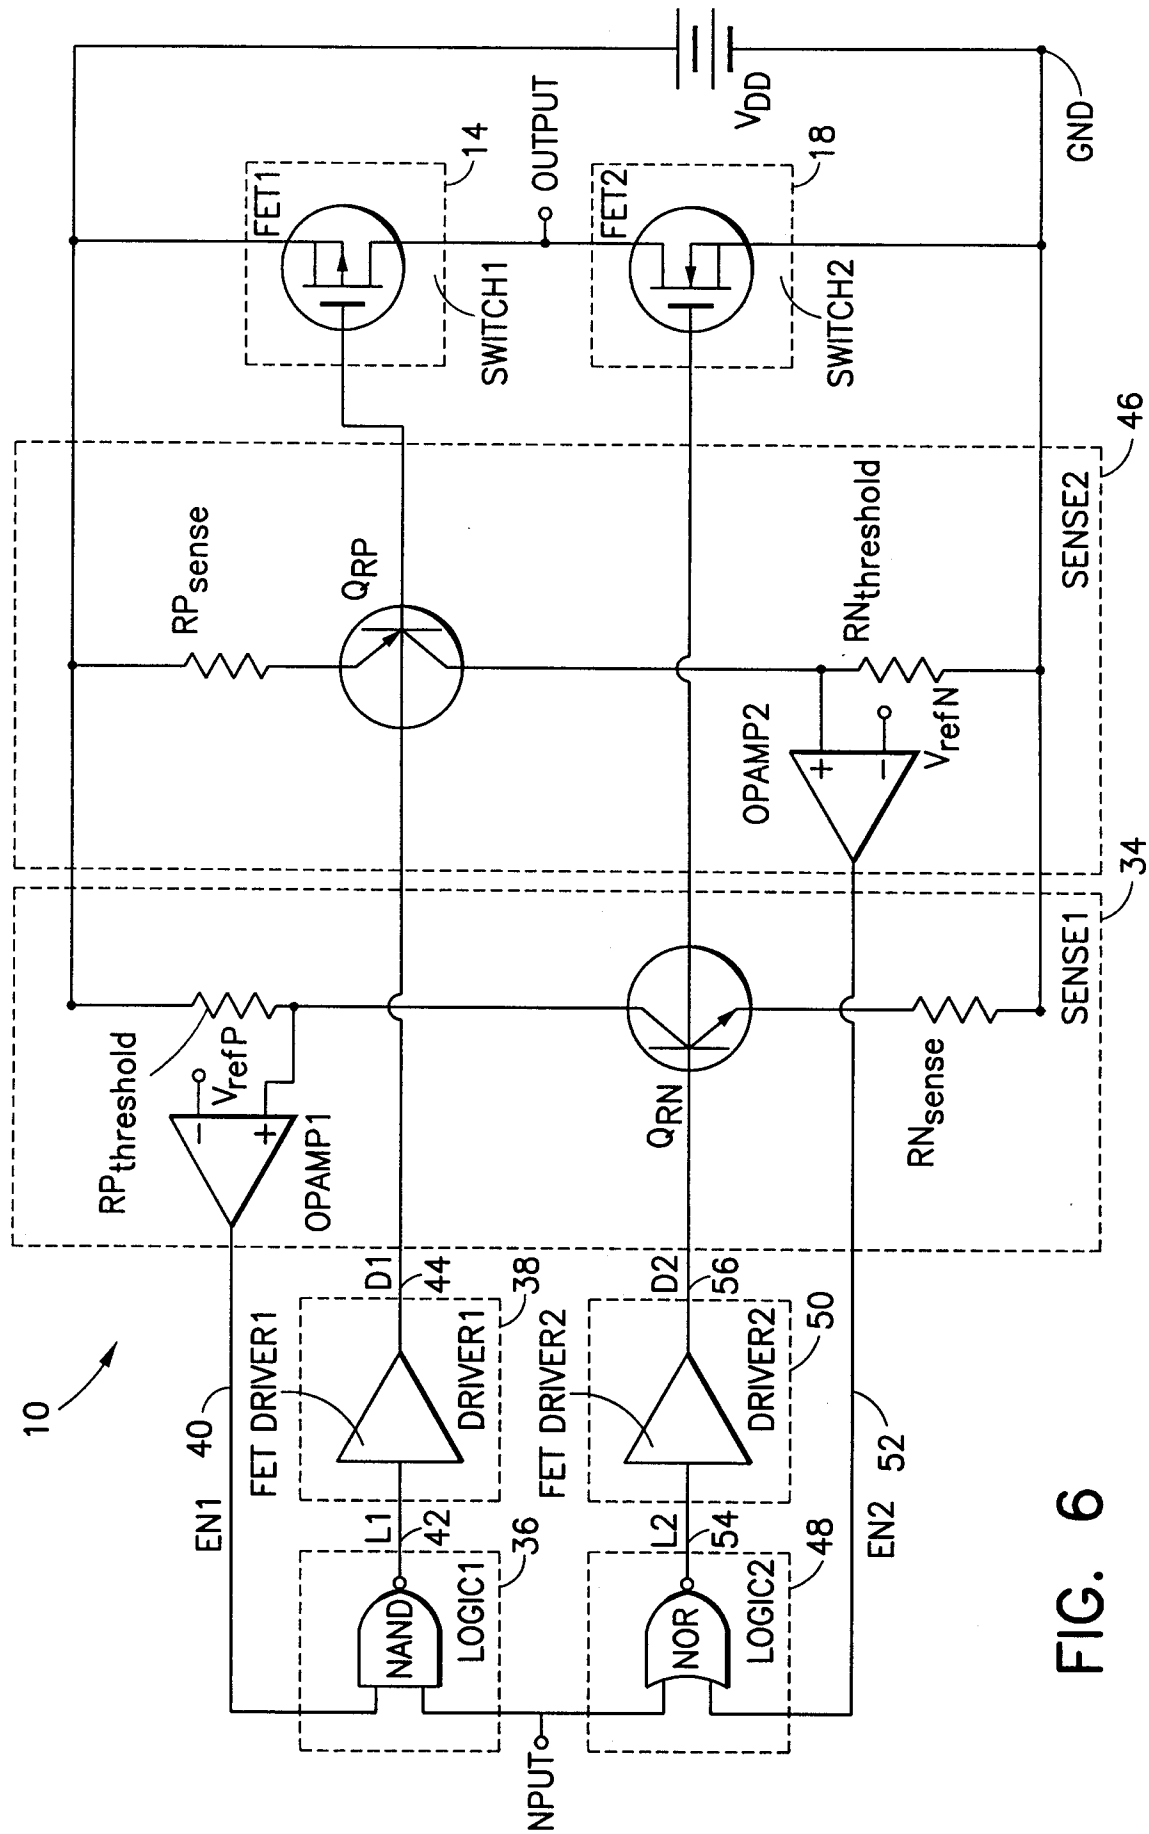 10
EN1
40
RPthreshold
VrefP
OPAMP1
RPsense
QRP
FET1
14
SWITCH1
OUTPUT
VDD
FET DRIVER1
D1
44
L1
42
NAND
LOGIC1
36
DRIVER1
38
NPUT
FET DRIVER2
D2
56
L2
54
NOR
LOGIC2
48
DRIVER2
50
QRN
RNsense
OPAMP2
VrefN
RNthreshold
FET2
18
SWITCH2
GND
EN2
52
SENSE1
34
SENSE2
46
FIG. 6